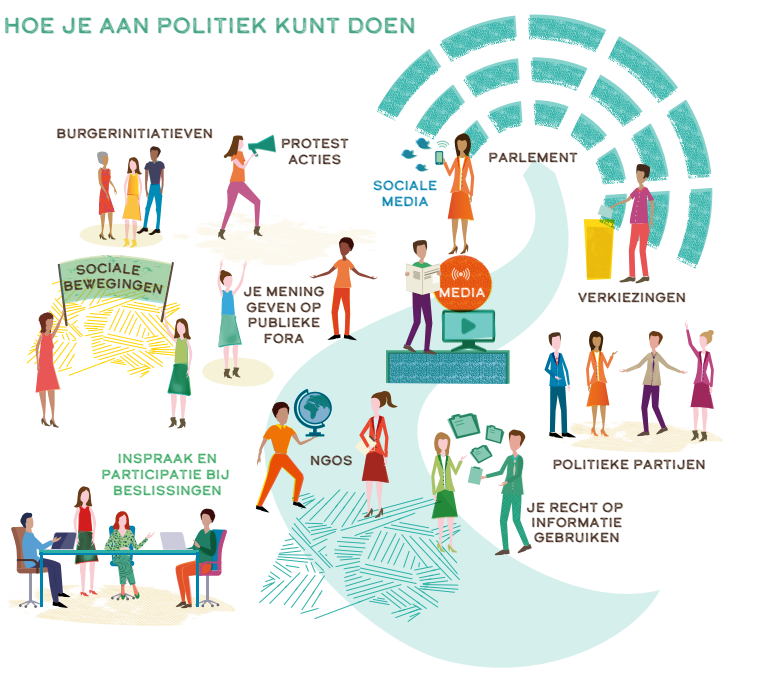 HOE JE AAN POLITIEK KUNT DOEN
BURGERINITIATIEVEN
PROTEST
ACTIES
SOCIALE
MEDIA
PARLEMENT
SOCIALE
BEWEGINGEN
JE MENING
GEVEN OP
PUBLIEKE
FORA
MEDIA
VERKIEZINGEN
NGOS
POLITIEKE PARTIJEN
INSPRAAK EN
PARTICIPATIE BIJ
BESLISSINGEN
JE RECHT OP
INFORMATIE
GEBRUIKEN